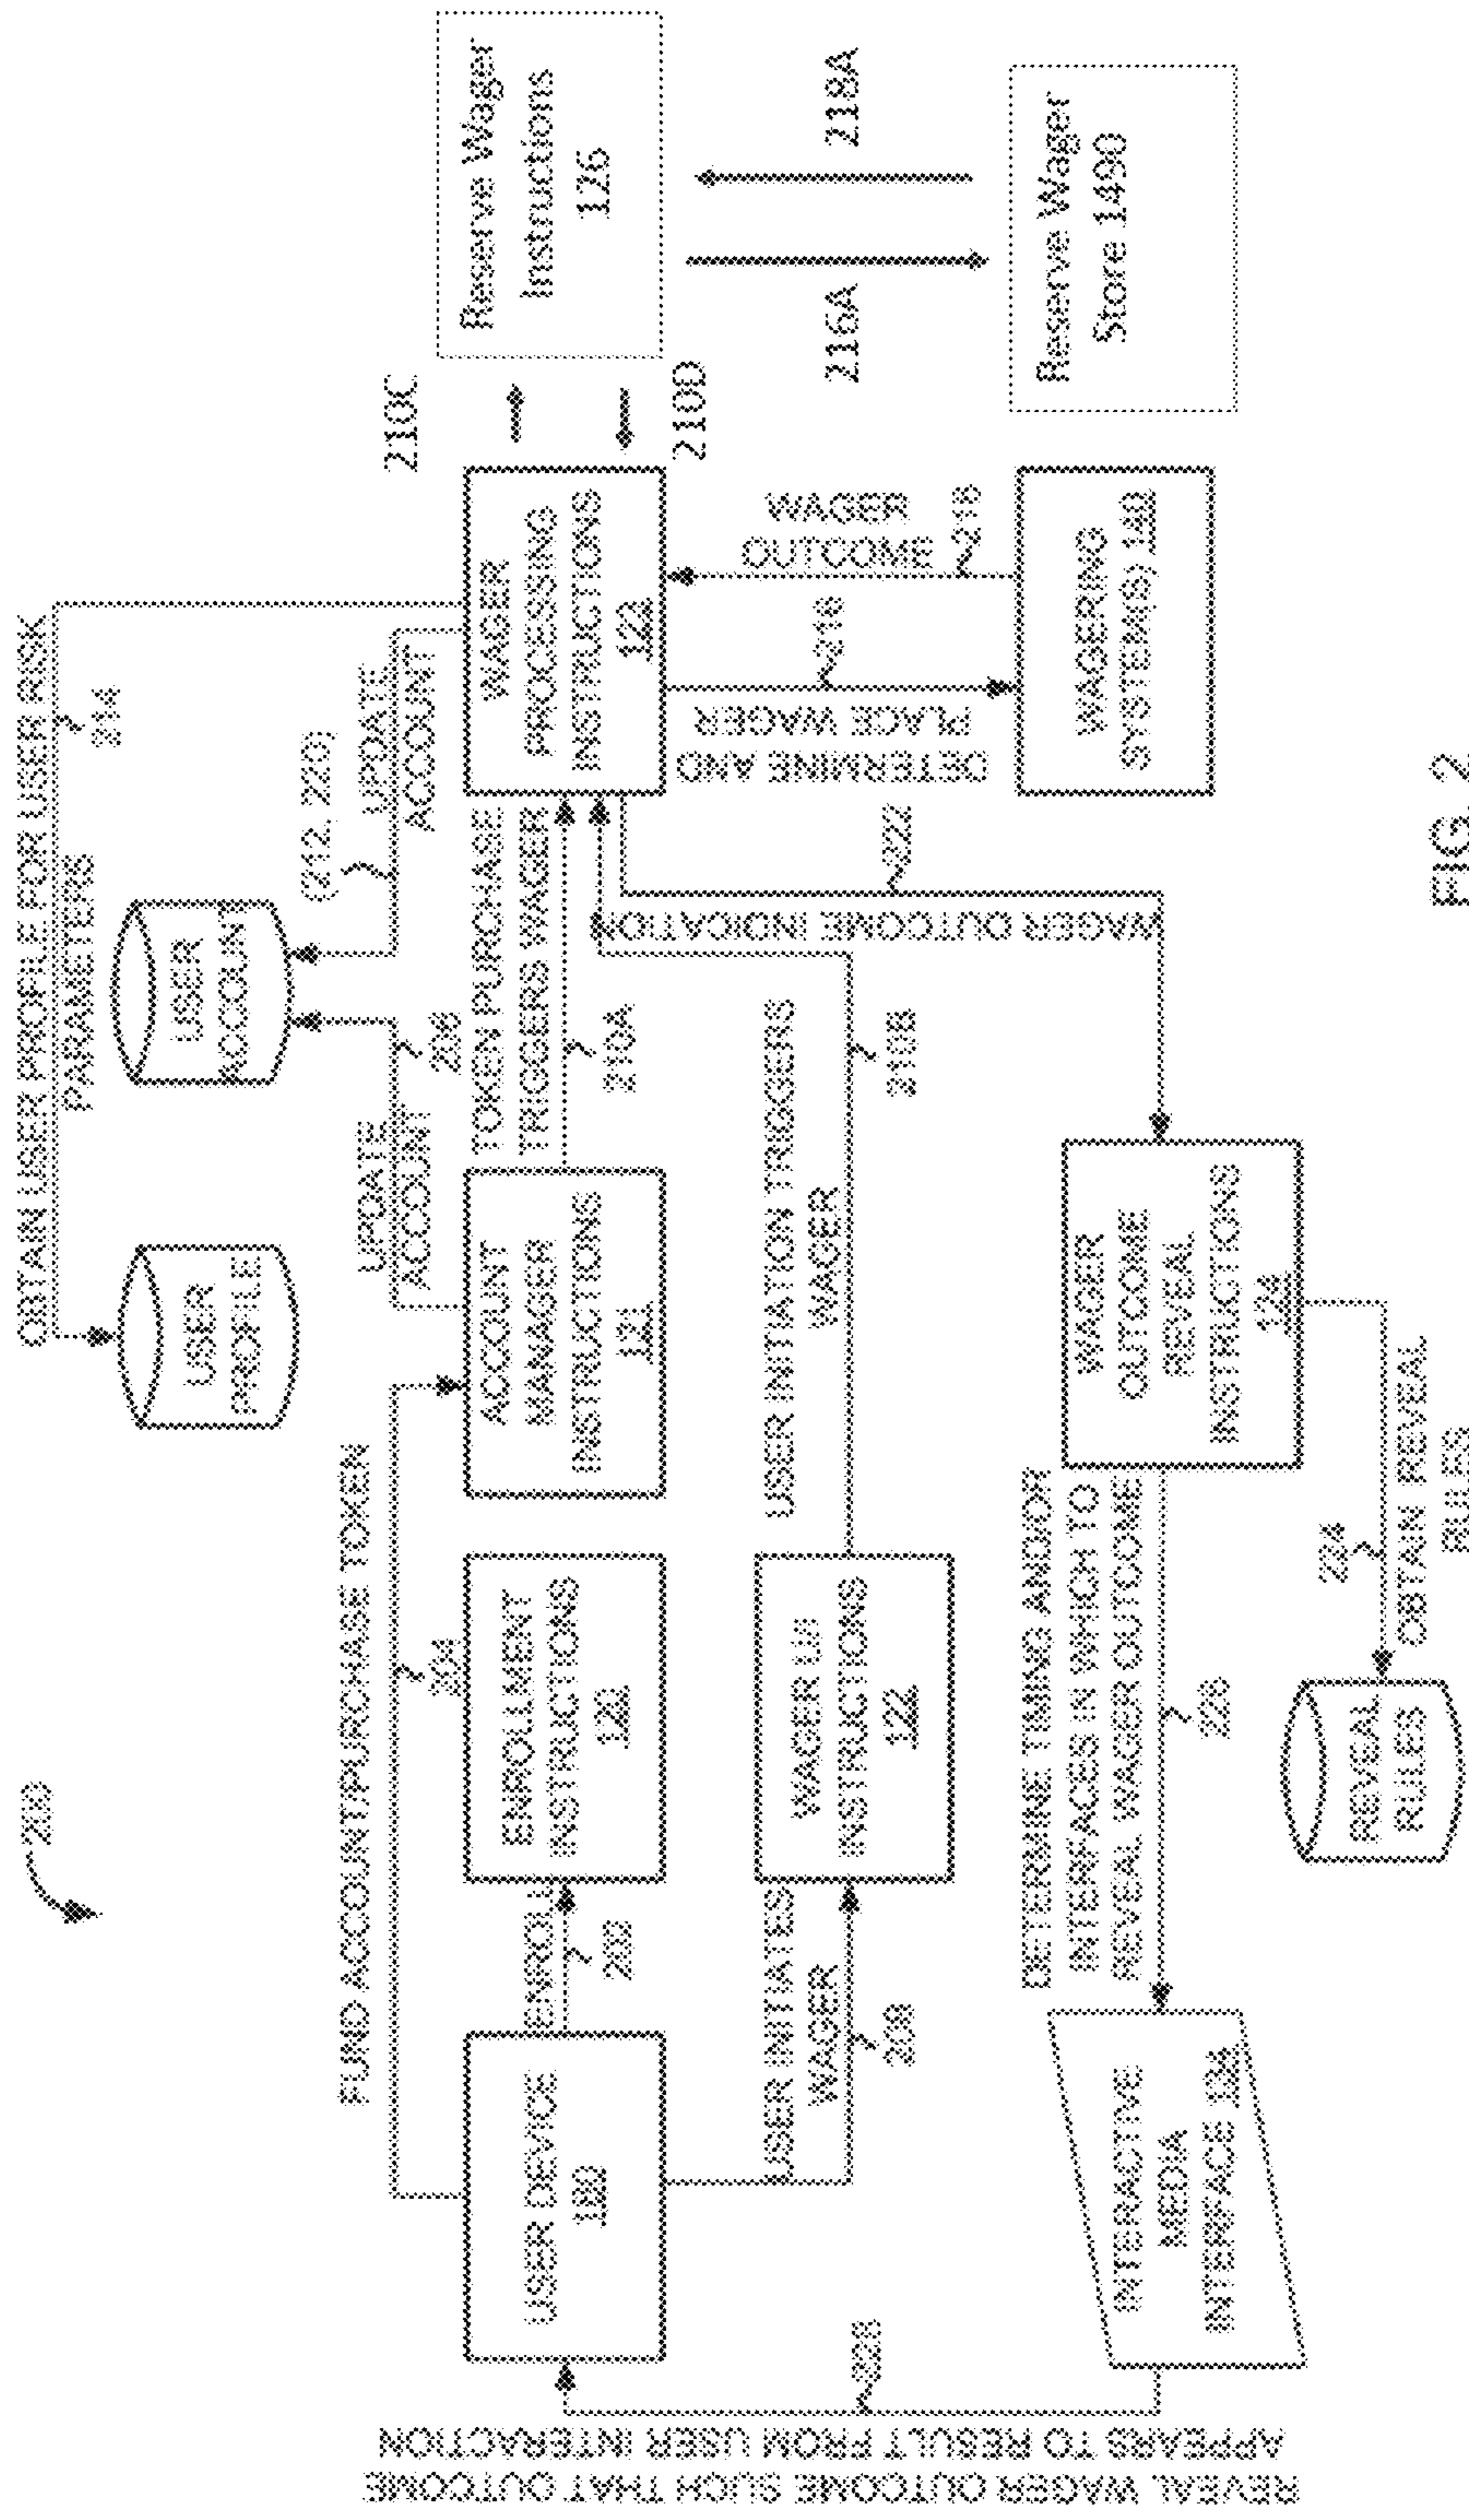 200
OBTAIN USER PROFILE FOR USER RISK
PARAMETERS
214
USER
PROFILE
USER
ACCOUNT
(212, 220)
UPDATE
ACCOUNT
UPDATE
ACCOUNT
206
FUND ACCOUNT/PURCHASE TOKEN
204
USER DEVICE
180
ENROLL
202
ENROLLMENT
INSTRUCTIONS
120
ACCOUNT
MANAGER
INSTRUCTIONS
121
TOKEN PURCHASE
TRIGGERS WAGER
210A
WAGER
PROCESSING
INSTRUCTIONS
123
210C
210D
Reserve Wager
Instructions
126
USER INITIATES
WAGER
208
WAGER UI
INSTRUCTIONS
122
USER INITIATION TRIGGERS
WAGER
210B
DETERMINE AND
PLACE WAGER
216
WAGER
OUTCOME
218
216A
218A
WAGERING
SYSTEM(S) 140
Reserve Wager
Store 1490
WAGER OUTCOME INDICATION
222
WAGER
OUTCOME
REVEAL
INSTRUCTIONS
124
DETERMINE TIMING AND/OR
INTERFACES IN WHICH TO
REVEAL WAGER OUTCOME
226
INTERACTIVE
MEDIA
INTERFACE 134
224
OBTAIN REVEAL
RULES
REVEAL
RULES
228
REVEAL WAGER OUTCOME SUCH THAT OUTCOME
APPEARS TO RESULT FROM USER INTERACTION
FIG. 2